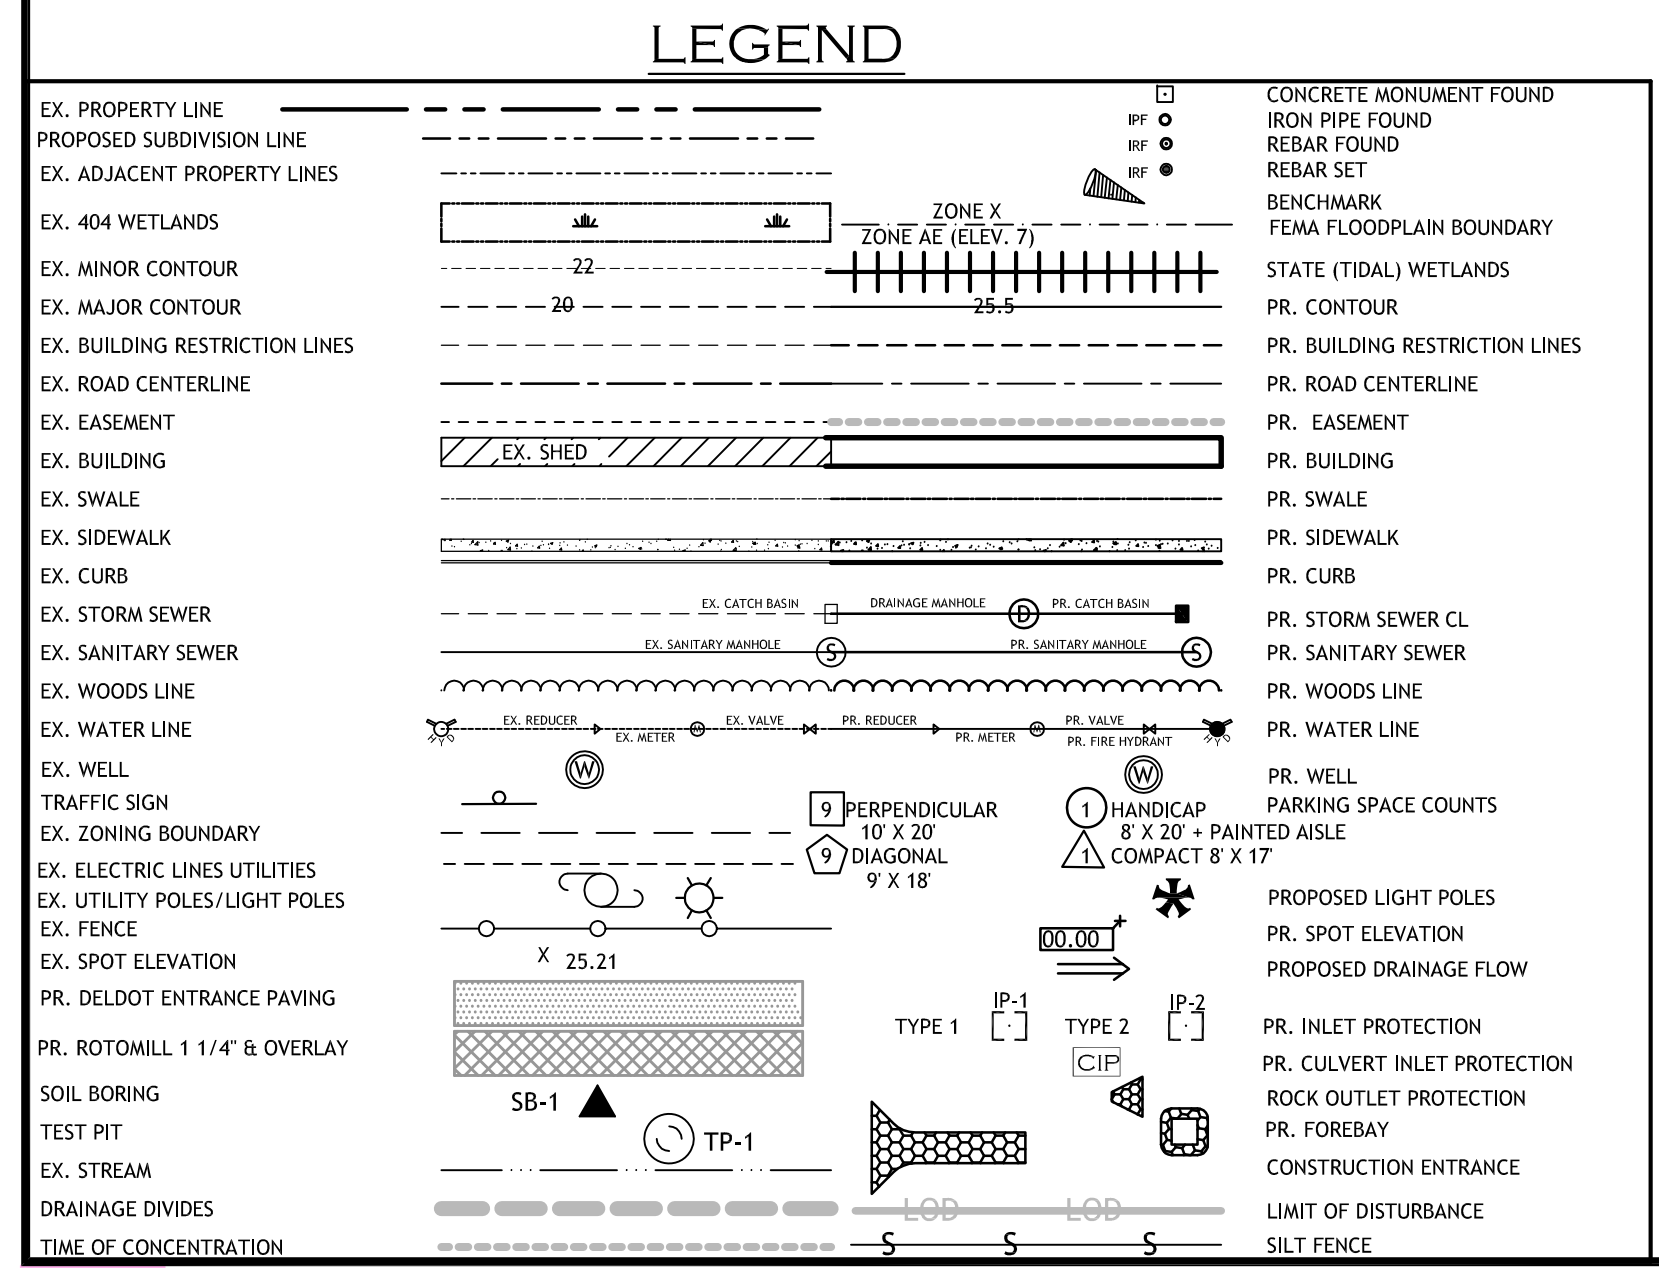 LEGEND
EX. PROPERTY LINE
CONCRETE MONUMENT FOUND
PROPOSED SUBDIVISION LINE
IPF IRON PIPE FOUND
IRF REBAR FOUND
EX. ADJACENT PROPERTY LINES
IRF REBAR SET
BENCHMARK
EX. 404 WETLANDS
ZONE X
ZONE AE (ELEV. 7)
FEMA FLOODPLAIN BOUNDARY
EX. MINOR CONTOUR 22
STATE (TIDAL) WETLANDS
EX. MAJOR CONTOUR 20
25.5 PR. CONTOUR
EX. BUILDING RESTRICTION LINES
PR. BUILDING RESTRICTION LINES
EX. ROAD CENTERLINE
PR. ROAD CENTERLINE
EX. EASEMENT
PR. EASEMENT
EX. BUILDING EX. SHED
PR. BUILDING
EX. SWALE
PR. SWALE
EX. SIDEWALK
PR. SIDEWALK
EX. CURB
PR. CURB
EX. STORM SEWER
EX. CATCH BASIN DRAINAGE MANHOLE D PR. CATCH BASIN
PR. STORM SEWER CL
EX. SANITARY SEWER
EX. SANITARY MANHOLE S PR. SANITARY MANHOLE S
PR. SANITARY SEWER
EX. WOODS LINE
PR. WOODS LINE
EX. WATER LINE
HYD EX. REDUCER EX. METER M EX. VALVE PR. REDUCER PR. METER M PR. VALVE PR. FIRE HYDRANT HYD
PR. WATER LINE
EX. WELL W
W PR. WELL
TRAFFIC SIGN
9 PERPENDICULAR
10' X 20'
1 HANDICAP
8' X 20' + PAINTED AISLE
PARKING SPACE COUNTS
EX. ZONING BOUNDARY
9 DIAGONAL
9' X 18'
1 COMPACT 8' X 17'
EX. ELECTRIC LINES UTILITIES
EX. UTILITY POLES/LIGHT POLES
PROPOSED LIGHT POLES
EX. FENCE
00.00 PR. SPOT ELEVATION
EX. SPOT ELEVATION X 25.21
PROPOSED DRAINAGE FLOW
PR. DELDOT ENTRANCE PAVING
TYPE 1 IP-1 TYPE 2 IP-2 PR. INLET PROTECTION
PR. ROTOMILL 1 1/4" & OVERLAY
CIP PR. CULVERT INLET PROTECTION
SOIL BORING SB-1
ROCK OUTLET PROTECTION
TEST PIT TP-1
PR. FOREBAY
EX. STREAM
CONSTRUCTION ENTRANCE
DRAINAGE DIVIDES
LOD LOD LIMIT OF DISTURBANCE
TIME OF CONCENTRATION
S S S SILT FENCE